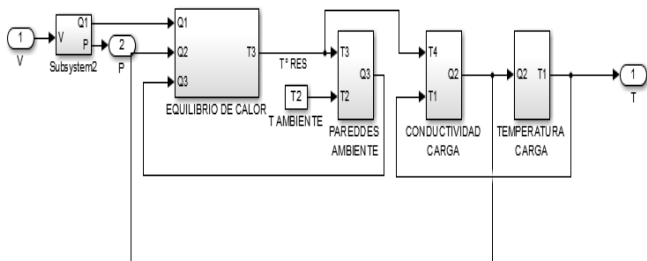 1
V
V
Q1
P
Subsystem2
2
P
Q1
Q2
Q3
T3
EQUILIBRIO DE CALOR
T° RES
T2
T AMBIENTE
T3
T2
Q3
PAREDDES
AMBIENTE
T4
T1
Q2
CONDUCTIVIDAD
CARGA
Q2
T1
TEMPERATURA
CARGA
1
T